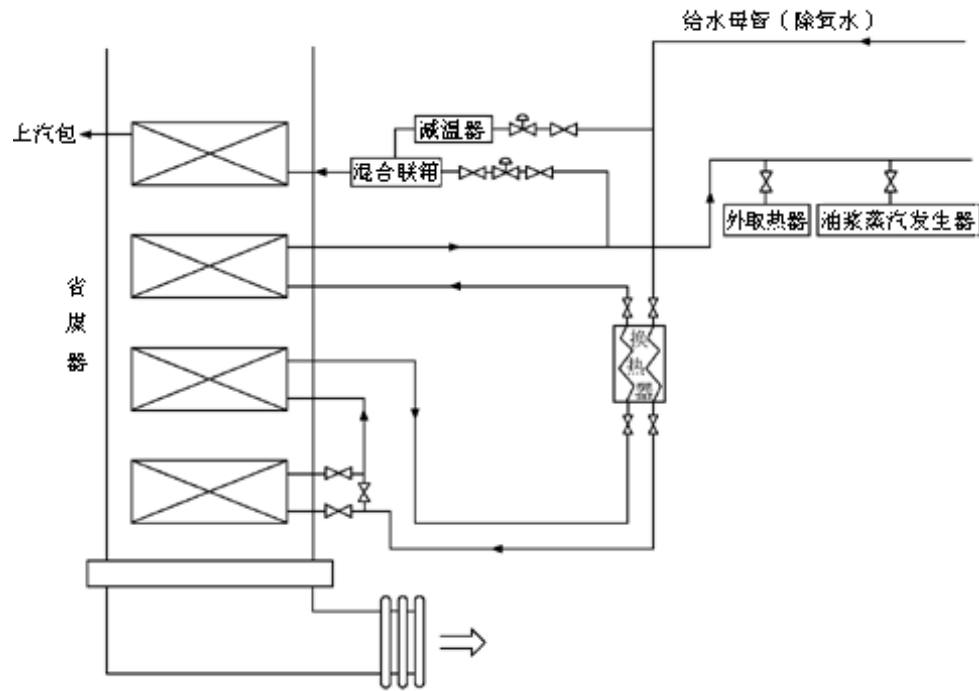 给水母管（除氧水）
减温器
上汽包
混合联箱
外取热器
油浆蒸汽发生器
省煤器
换热器